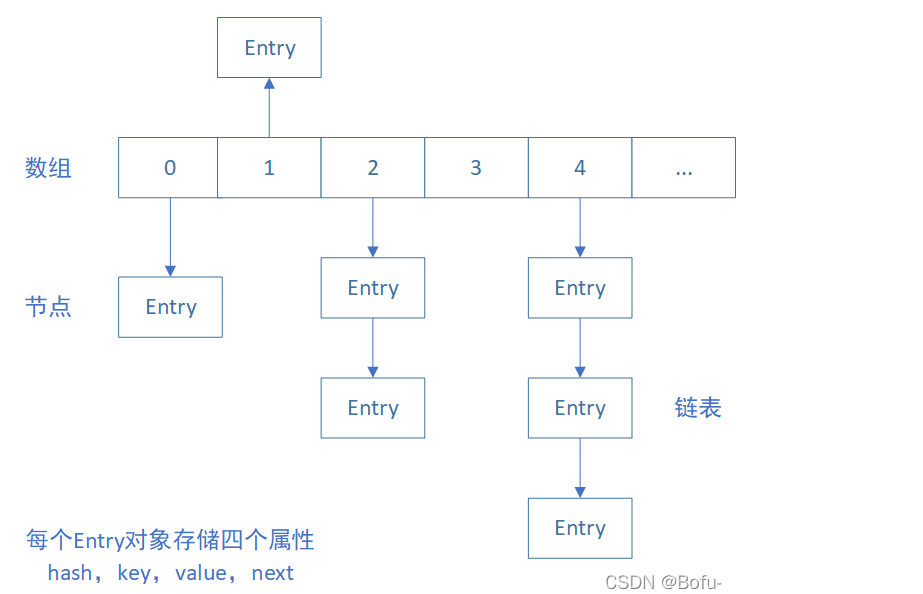 Entry
数组
0
1
2
3
4
...
节点
Entry
Entry
Entry
Entry
Entry
链表
Entry
每个Entry对象存储四个属性
hash，key，value，next
CSDN @Bofu-